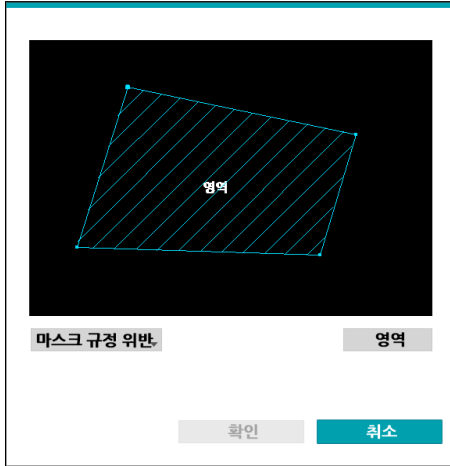 영역
마스크 규정 위반
영역
확인
취소